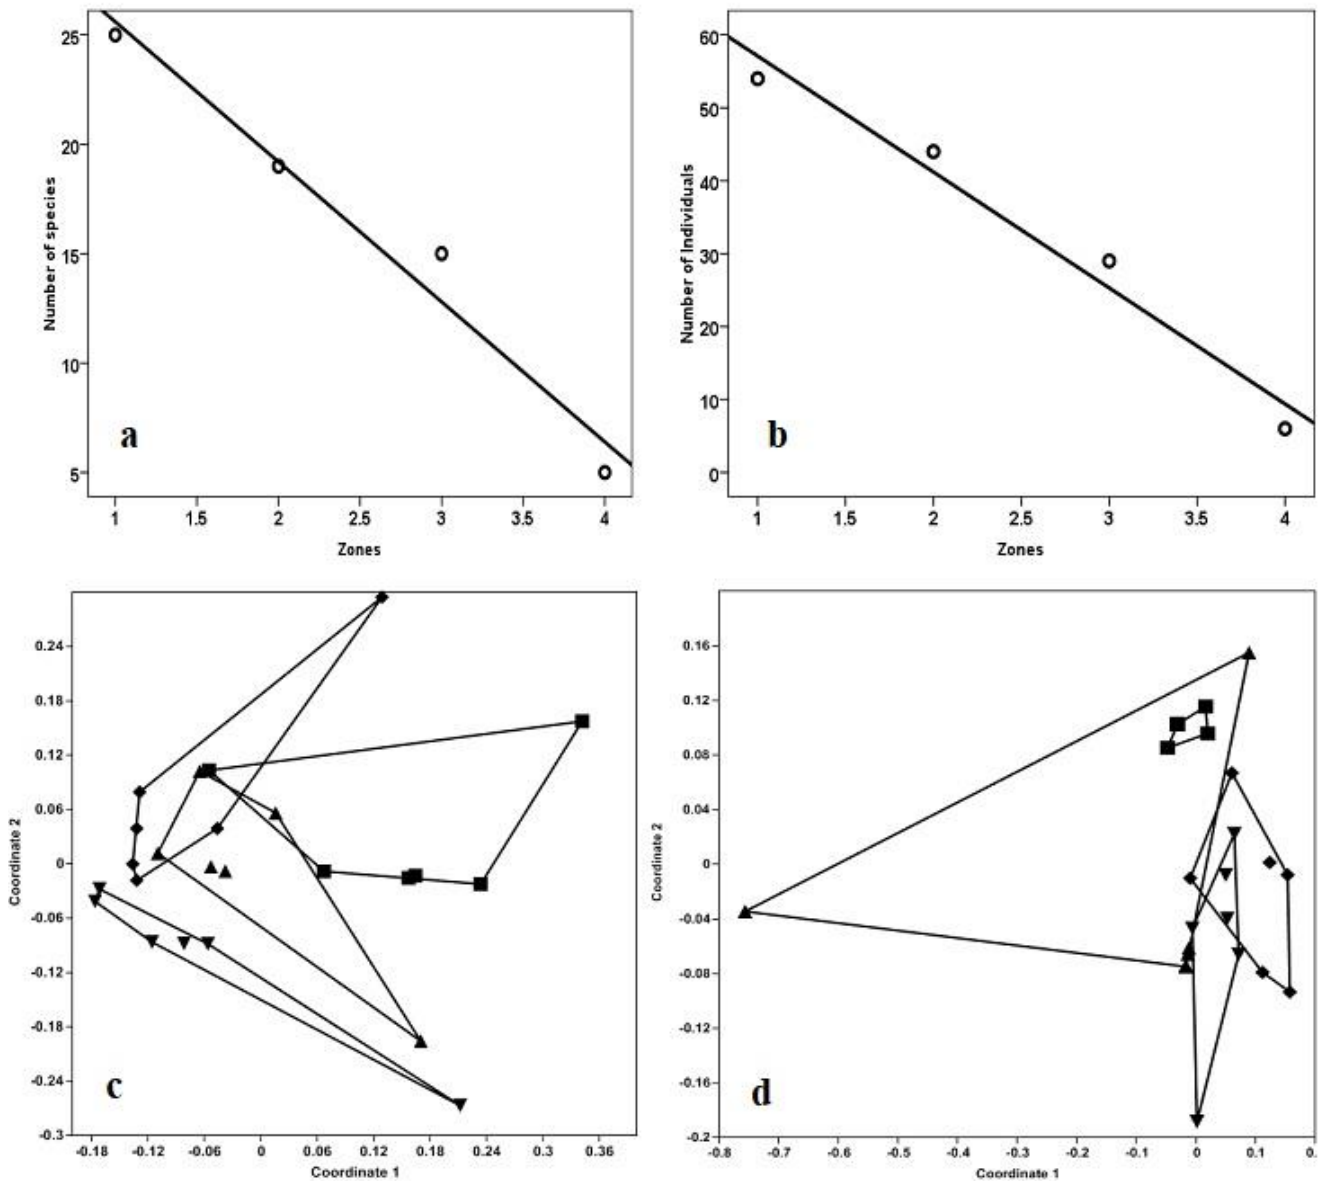 25
20
15
10
5
Number of species
a
1 1.5 2 2.5 3 3.5 4
Zones
60
50
40
30
20
10
0
Number of Individuals
b
1 1.5 2 2.5 3 3.5 4
Zones
0.24
0.18
0.12
0.06
0
-0.06
-0.12
-0.18
-0.24
-0.3
Coordinate 2
c
-0.18 -0.12 -0.06 0 0.06 0.12 0.18 0.24 0.3 0.36
Coordinate 1
0.16
0.12
0.08
0.04
0
-0.04
-0.08
-0.12
-0.16
-0.2
Coordinate 2
d
-0.8 -0.7 -0.6 -0.5 -0.4 -0.3 -0.2 -0.1 0 0.1 0.
Coordinate 1